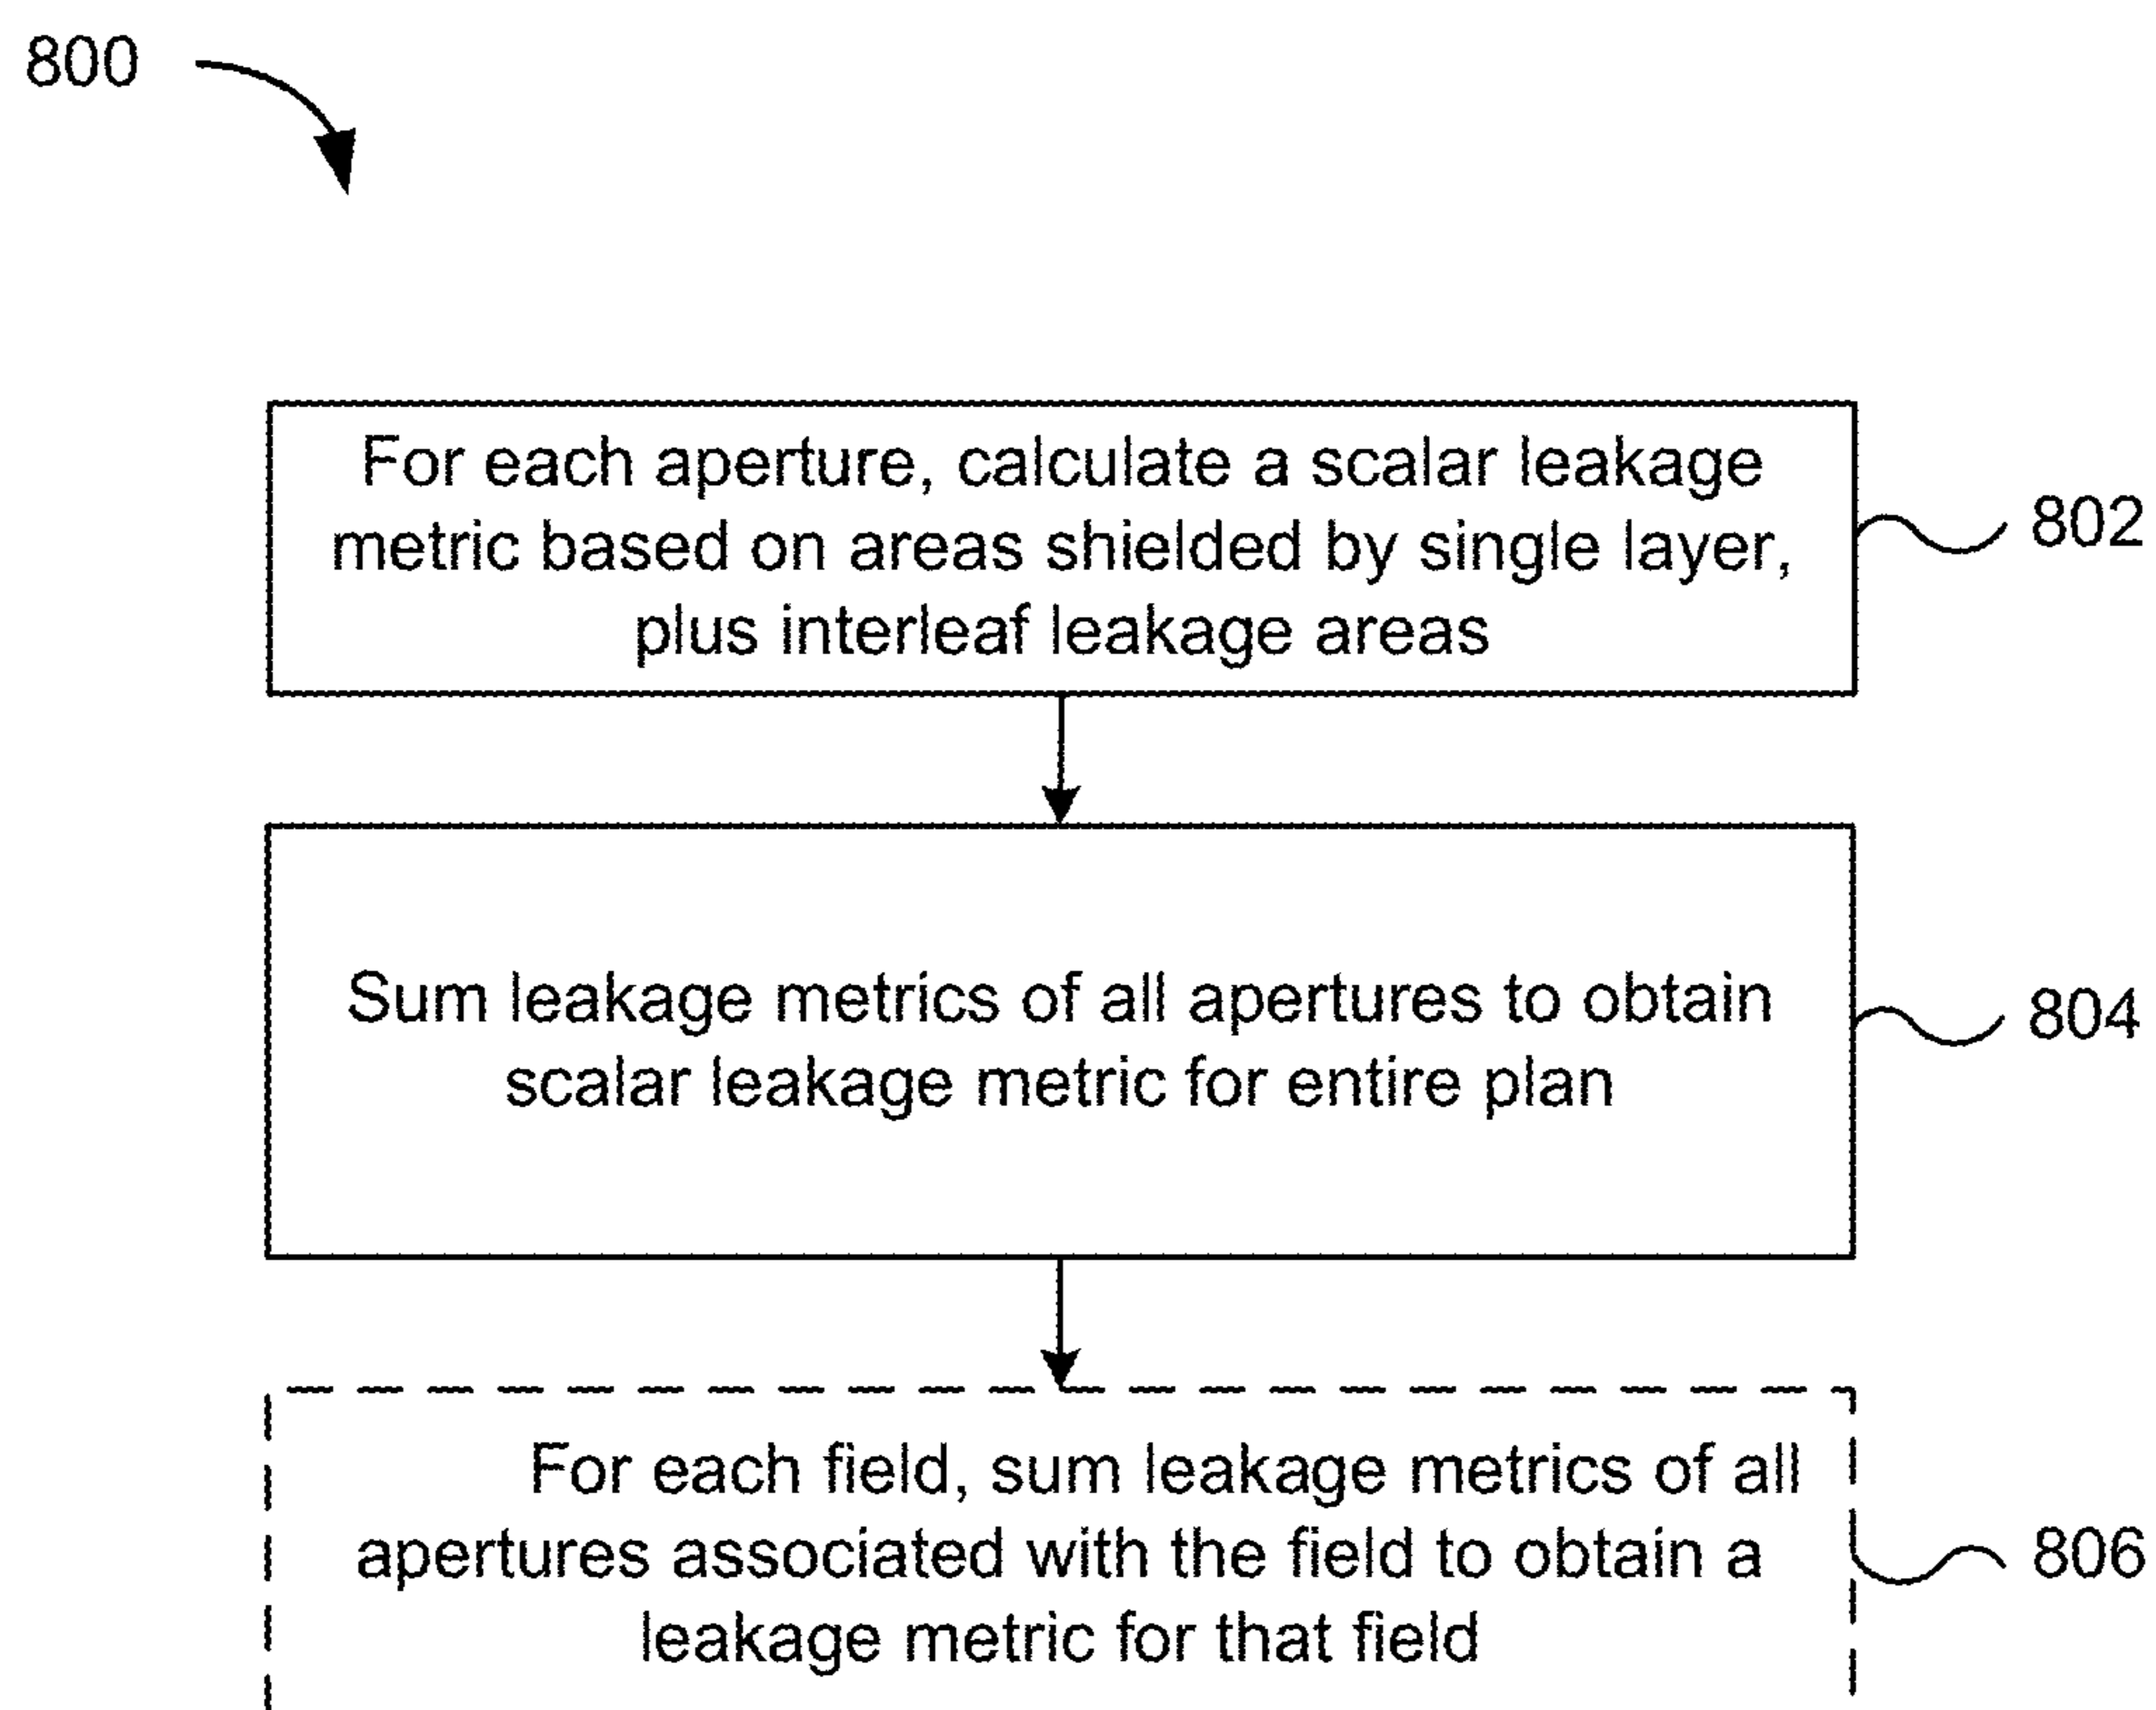 800
For each aperture, calculate a scalar leakage
metric based on areas shielded by single layer,
plus interleaf leakage areas
802
Sum leakage metrics of all apertures to obtain
scalar leakage metric for entire plan
804
For each field, sum leakage metrics of all
apertures associated with the field to obtain a
leakage metric for that field
806